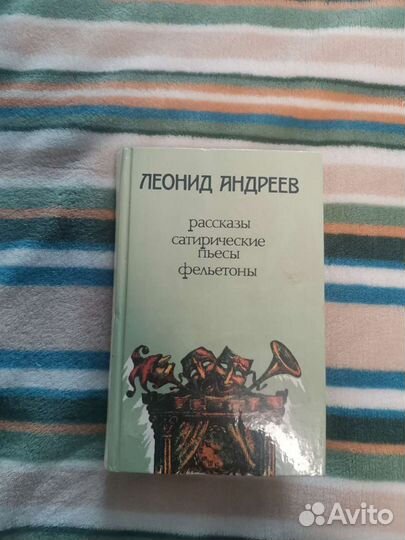 ЛЕОНИД АНДРЕЕВ
рассказы
сатирические
пьесы
фельетоны
Avito